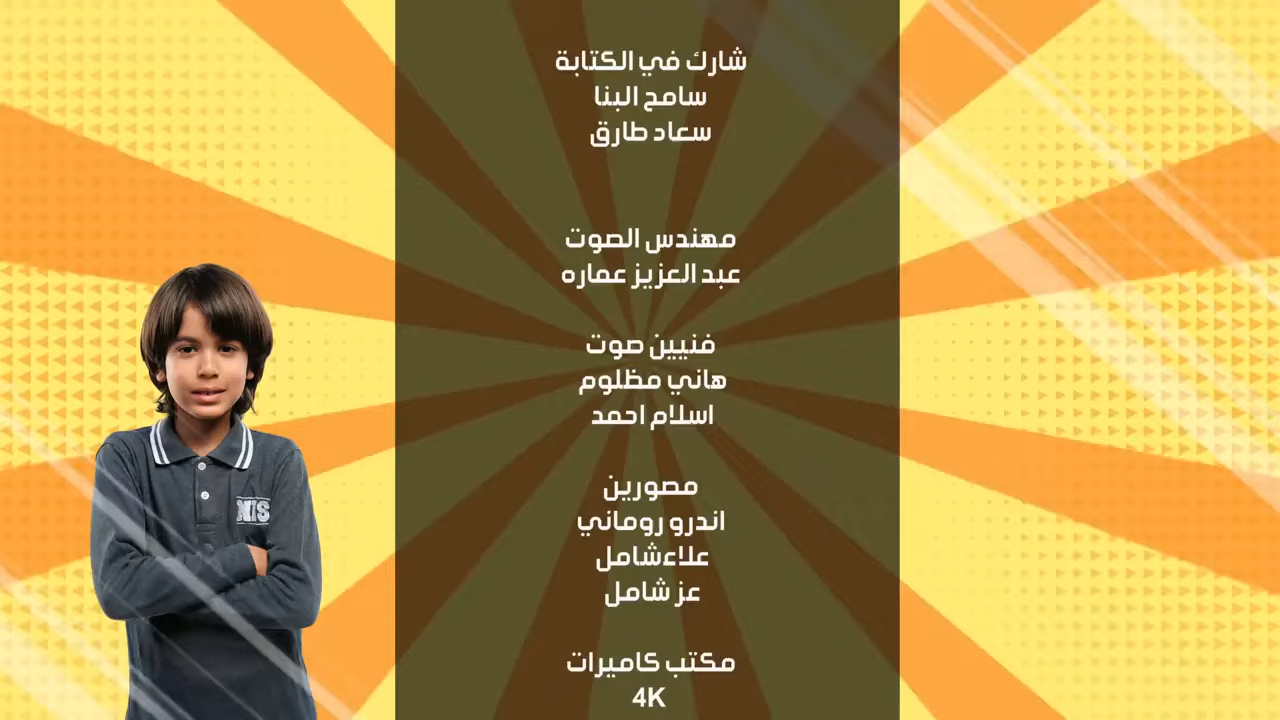 شارك في الكتابة
سامح البنا
سعاد طارق
مهندس الصوت
عبد العزيز عماره
فنيين صوت
هاني مظلوم
اسلام احمد
مصورين
اندرو روماني
علاءشامل
عز شامل
مكتب كاميرات
4K
NIS